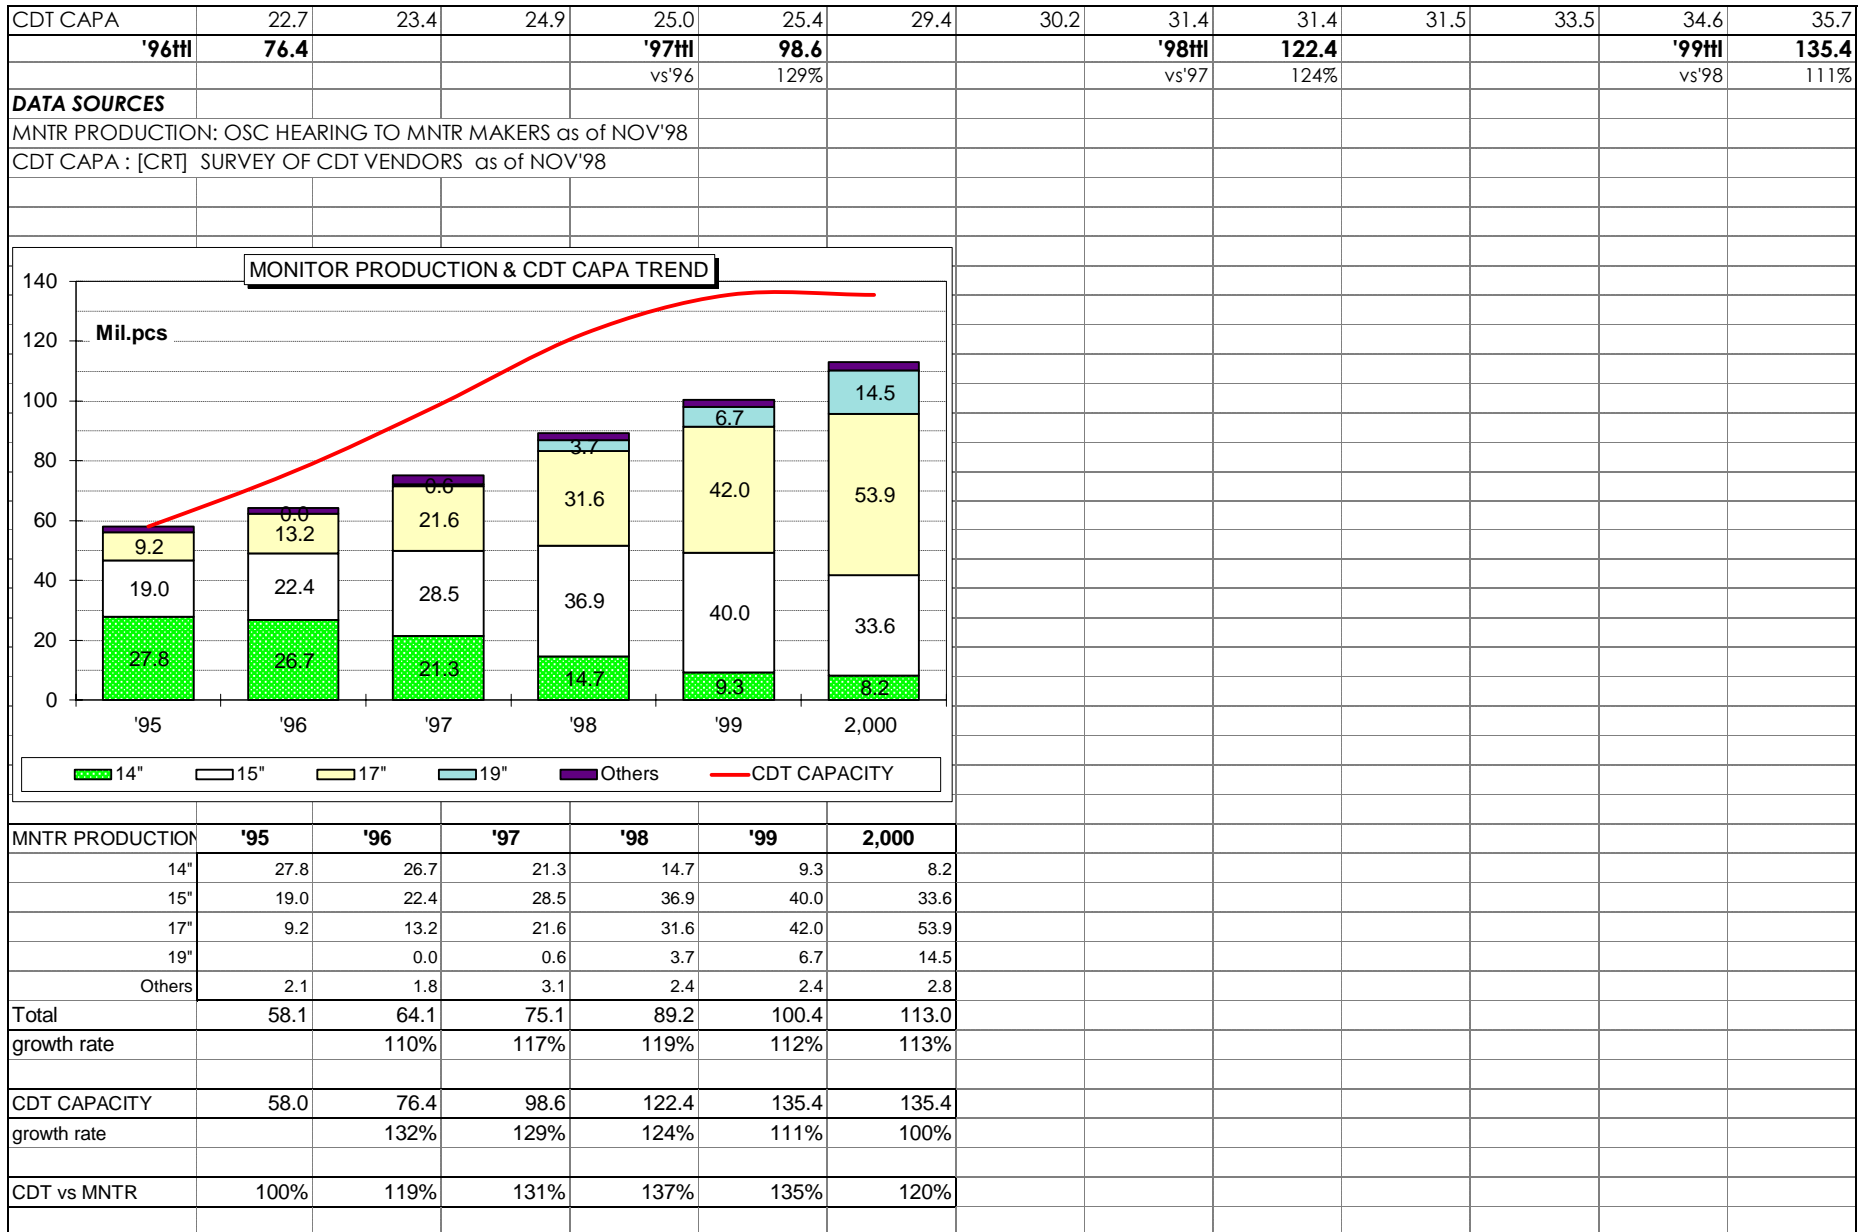 CDT CAPA 22.7 23.4 24.9 25.0 25.4 29.4 30.2 31.4 31.4 31.5 33.5 34.6 35.7
'96ttl 76.4 '97ttl 98.6 '98ttl 122.4 '99ttl 135.4
vs'96 129% vs'97 124% vs'98 111%
DATA SOURCES
MNTR PRODUCTION: OSC HEARING TO MNTR MAKERS as of NOV'98
CDT CAPA : [CRT] SURVEY OF CDT VENDORS as of NOV'98
MONITOR PRODUCTION & CDT CAPA TREND
140
Mil.pcs
120
100
80
60
40
20
0
14.5
6.7
3.7
0.6
0.0
53.9
42.0
31.6
21.6
13.2
9.2
19.0
22.4
28.5
36.9
40.0
33.6
27.8
26.7
21.3
14.7
9.3
8.2
'95 '96 '97 '98 '99 2,000
14" 15" 17" 19" Others CDT CAPACITY
MNTR PRODUCTION '95 '96 '97 '98 '99 2,000
14" 27.8 26.7 21.3 14.7 9.3 8.2
15" 19.0 22.4 28.5 36.9 40.0 33.6
17" 9.2 13.2 21.6 31.6 42.0 53.9
19" 0.0 0.6 3.7 6.7 14.5
Others 2.1 1.8 3.1 2.4 2.4 2.8
Total 58.1 64.1 75.1 89.2 100.4 113.0
growth rate 110% 117% 119% 112% 113%
CDT CAPACITY 58.0 76.4 98.6 122.4 135.4 135.4
growth rate 132% 129% 124% 111% 100%
CDT vs MNTR 100% 119% 131% 137% 135% 120%